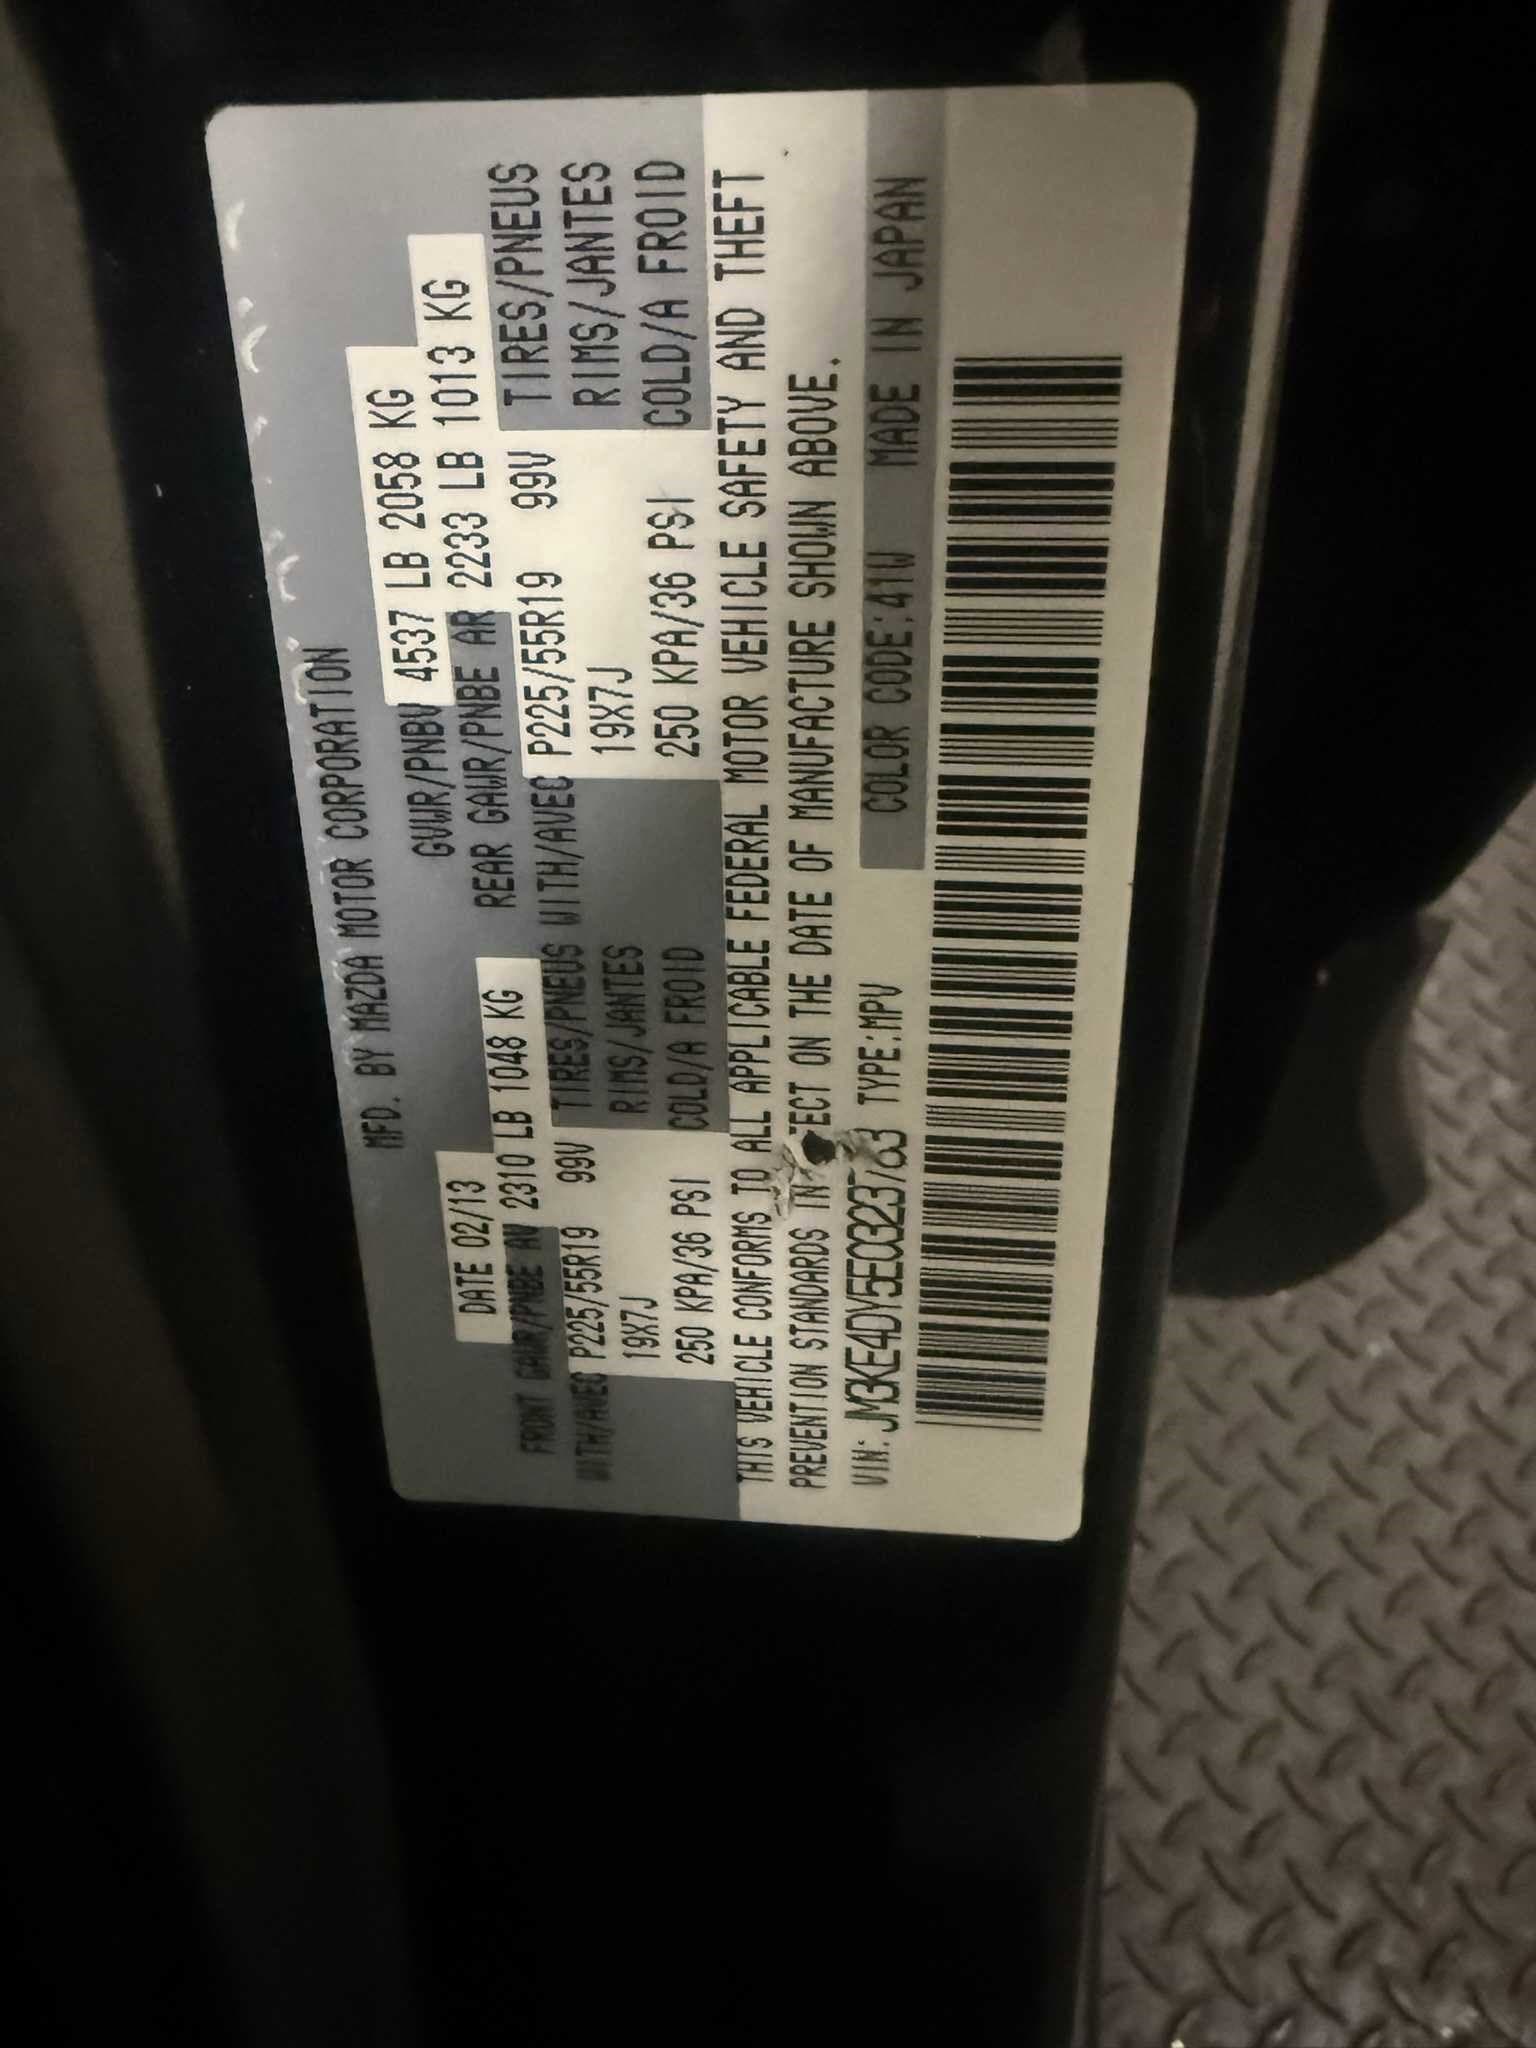 MFD. BY MAZDA MOTOR CORPORATION
DATE 02/13 GVWR/PNBV 4537 LB 2058 KG
FRONT GAWR/PNBE AV 2310 LB 1048 KG REAR GAWR/PNBE AR 2233 LB 1013 KG
WITH/AVEC P225/55R19 99V TIRES/PNEUS WITH/AVEC P225/55R19 99V TIRES/PNEUS
19X7J RIMS/JANTES 19X7J RIMS/JANTES
250 KPA/36 PSI COLD/A FROID 250 KPA/36 PSI COLD/A FROID
THIS VEHICLE CONFORMS TO ALL APPLICABLE FEDERAL MOTOR VEHICLE SAFETY AND THEFT
PREVENTION STANDARDS IN ON THE DATE OF MANUFACTURE SHOWN ABOVE.
VIN: JM3KE4DY5E0323783 TYPE:MPV COLOR CODE:41W MADE IN JAPAN